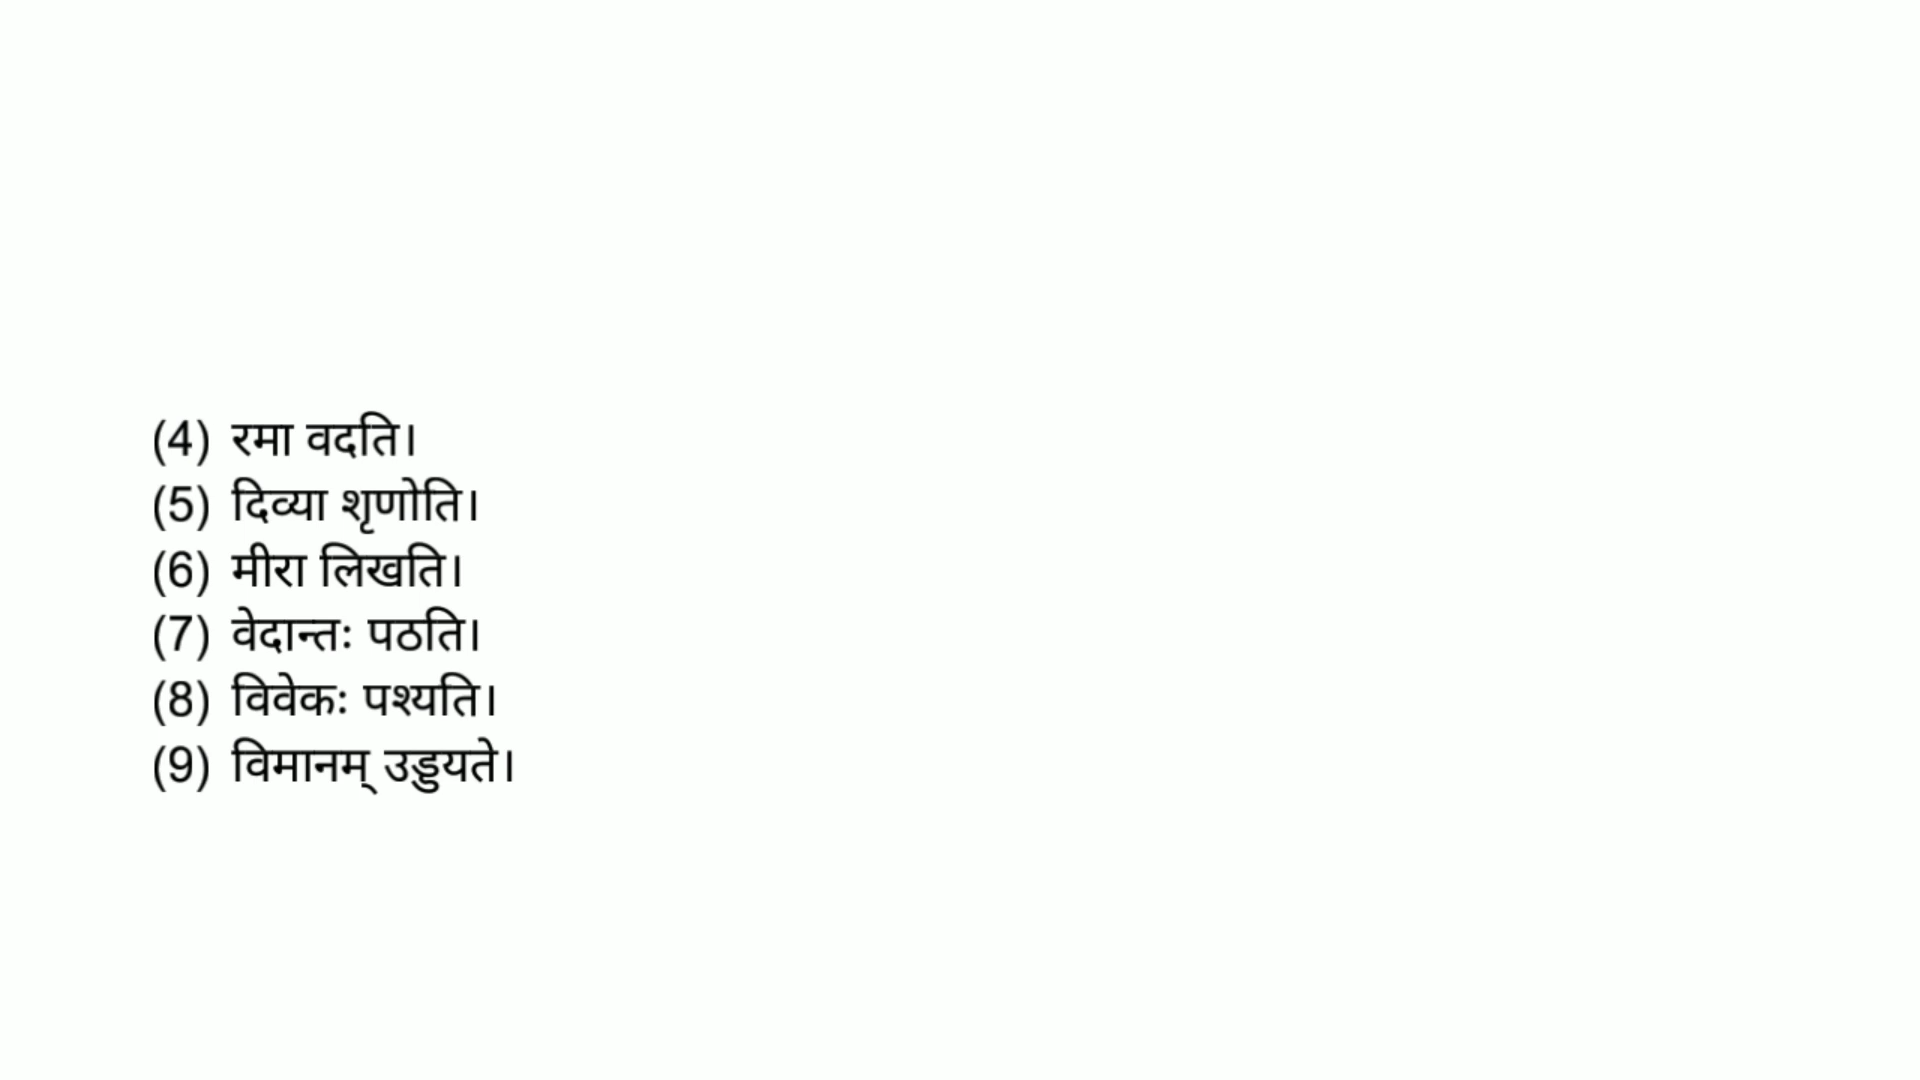 (4) रमा वदति।
(5) दिव्या शृणोति।
(6) मीरा लिखति।
(7) वेदान्तः पठति।
(8) विवेकः पश्यति।
(9) विमानम् उड्डयते।